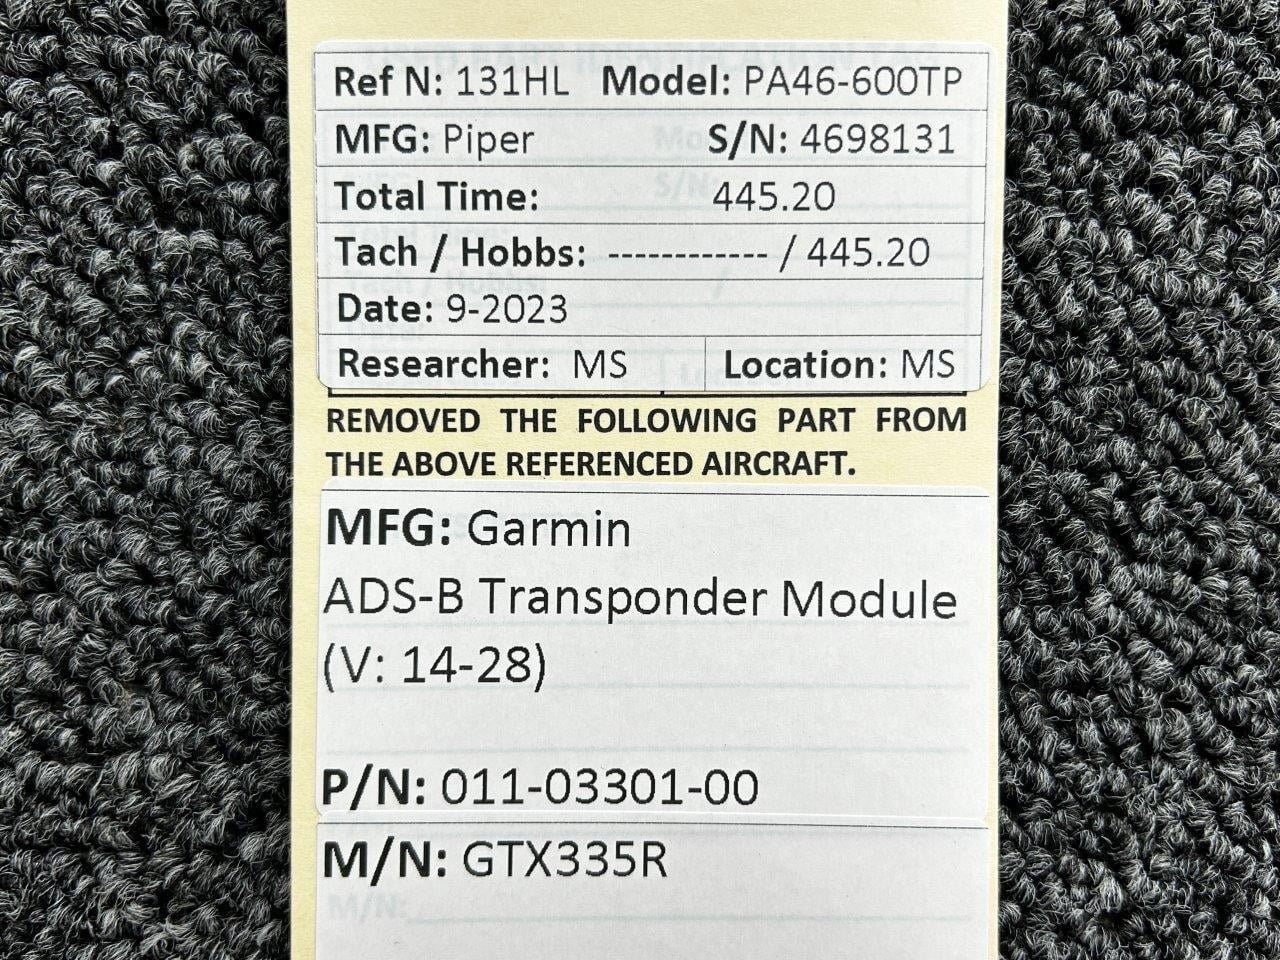 Ref N: 131HL Model: PA46-600TP
MFG: Piper S/N: 4698131
Total Time: 445.20
Tach / Hobbs: ------------ / 445.20
Date: 9-2023
Researcher: MS Location: MS
REMOVED THE FOLLOWING PART FROM
THE ABOVE REFERENCED AIRCRAFT.
MFG: Garmin
ADS-B Transponder Module
(V: 14-28)
P/N: 011-03301-00
M/N: GTX335R
M/N: